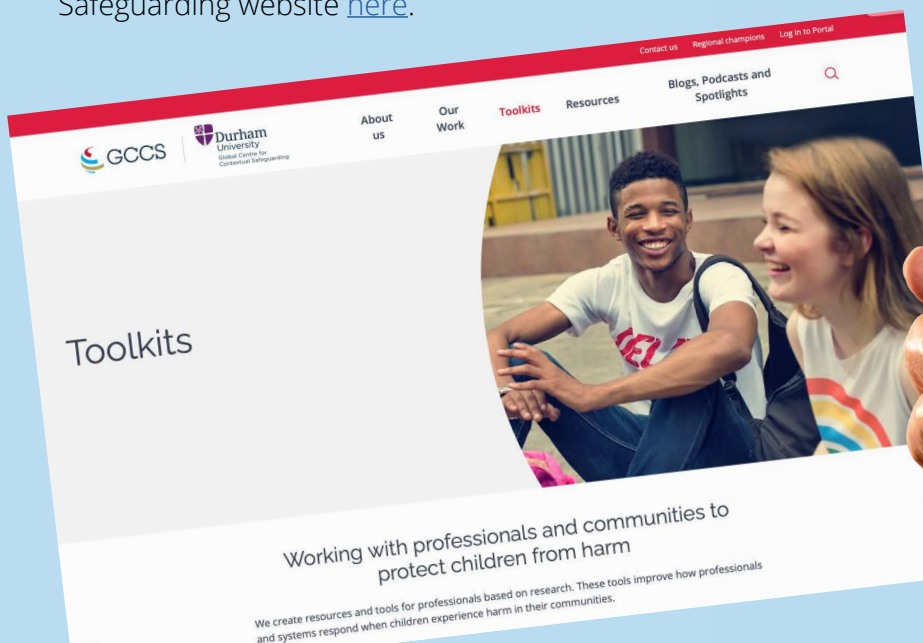 Safeguarding website here.
Contact us Regional champions Log in to Portal
GCCS
Durham
University
Global Centre for
Contextual Safeguarding
About
us
Our
Work
Toolkits
Resources
Blogs, Podcasts and
Spotlights
Toolkits
Working with professionals and communities to
protect children from harm
We create resources and tools for professionals based on research. These tools improve how professionals
and systems respond when children experience harm in their communities.